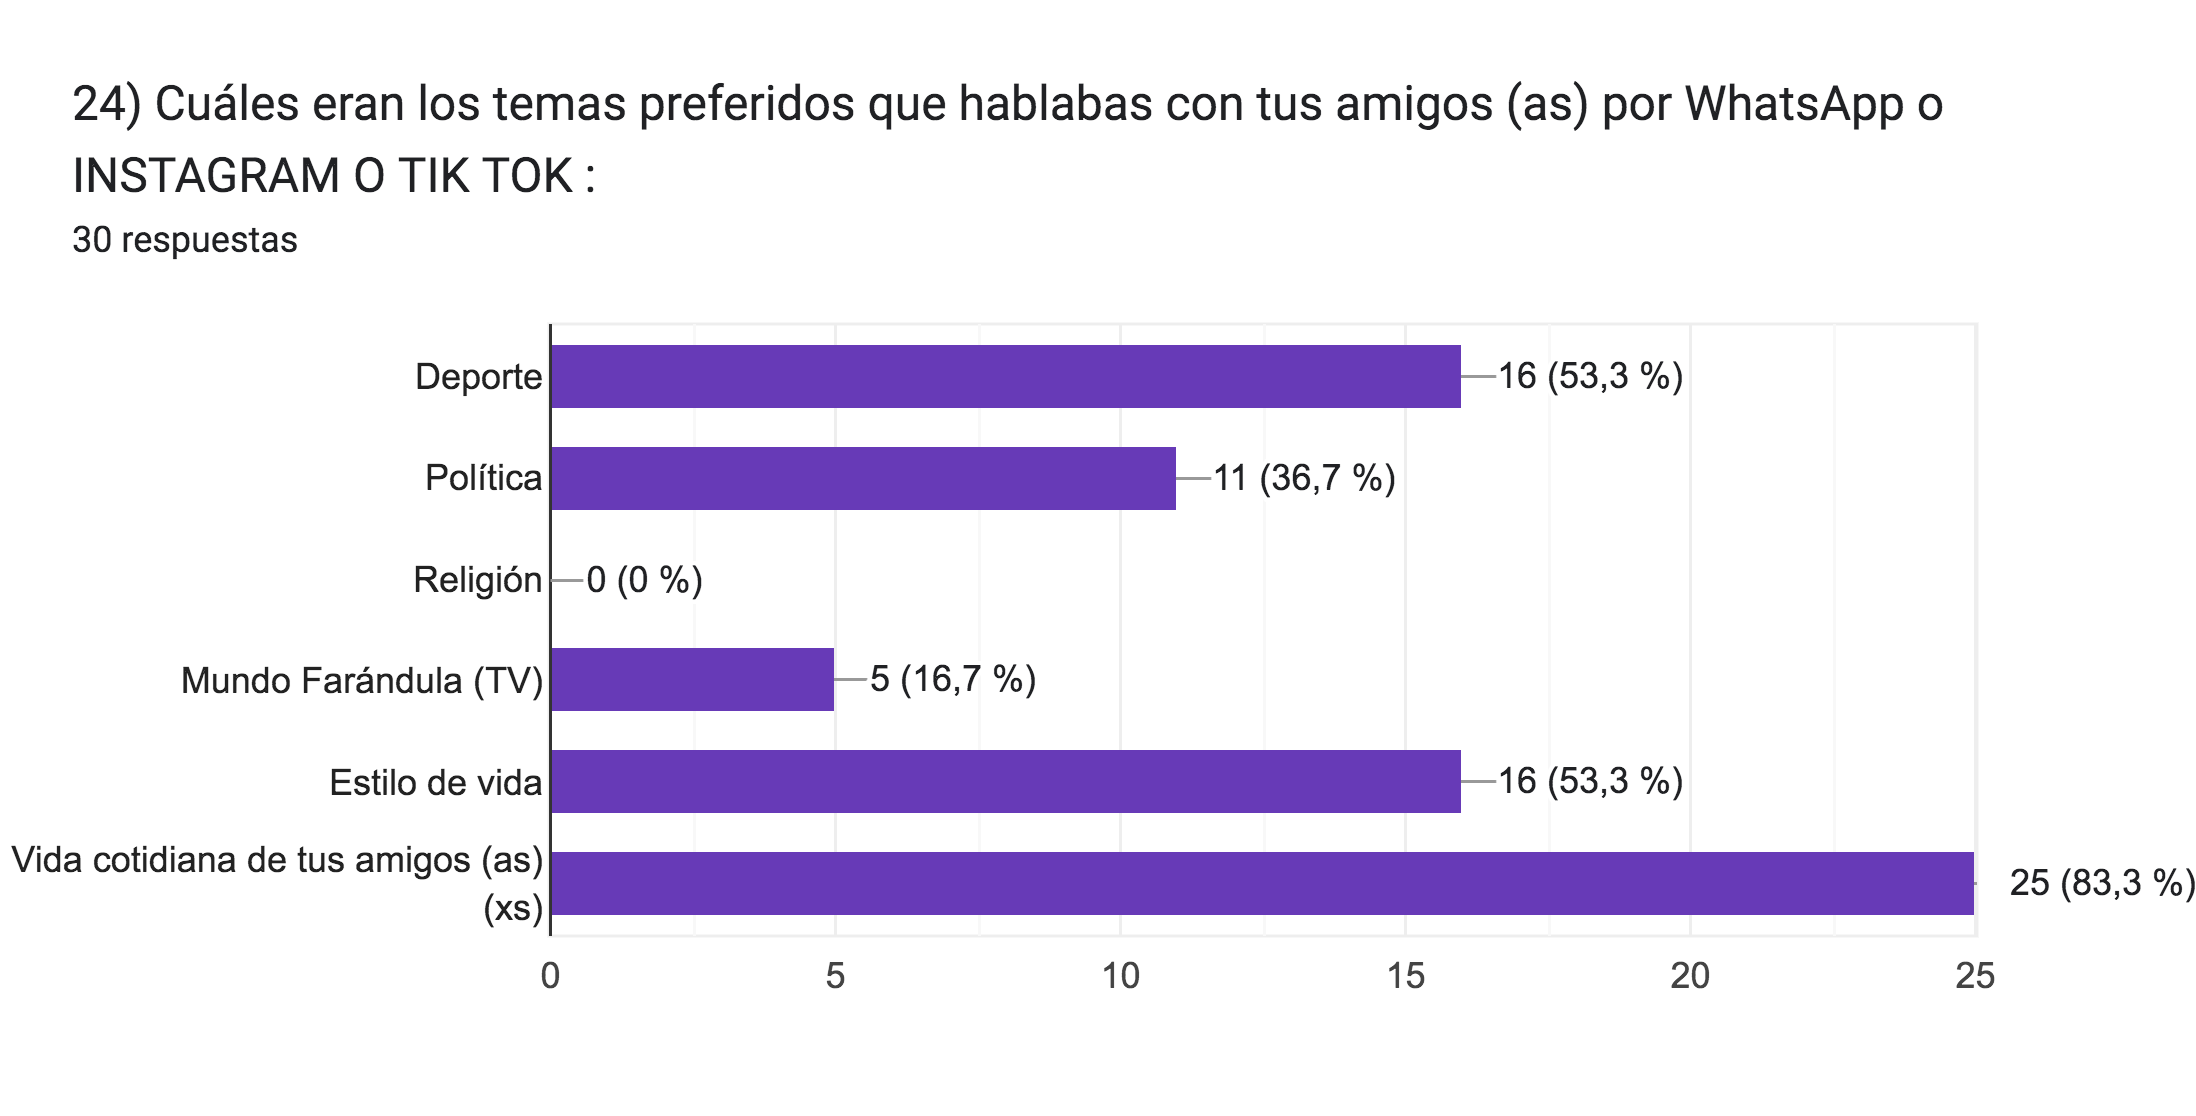 24) Cuáles eran los temas preferidos que hablabas con tus amigos (as) por WhatsApp o
INSTAGRAM O TIK TOK :
30 respuestas
Deporte 16 (53,3 %)
Política 11 (36,7 %)
Religión 0 (0 %)
Mundo Farándula (TV) 5 (16,7 %)
Estilo de vida 16 (53,3 %)
Vida cotidiana de tus amigos (as)
(xs) 25 (83,3 %)
0 5 10 15 20 25